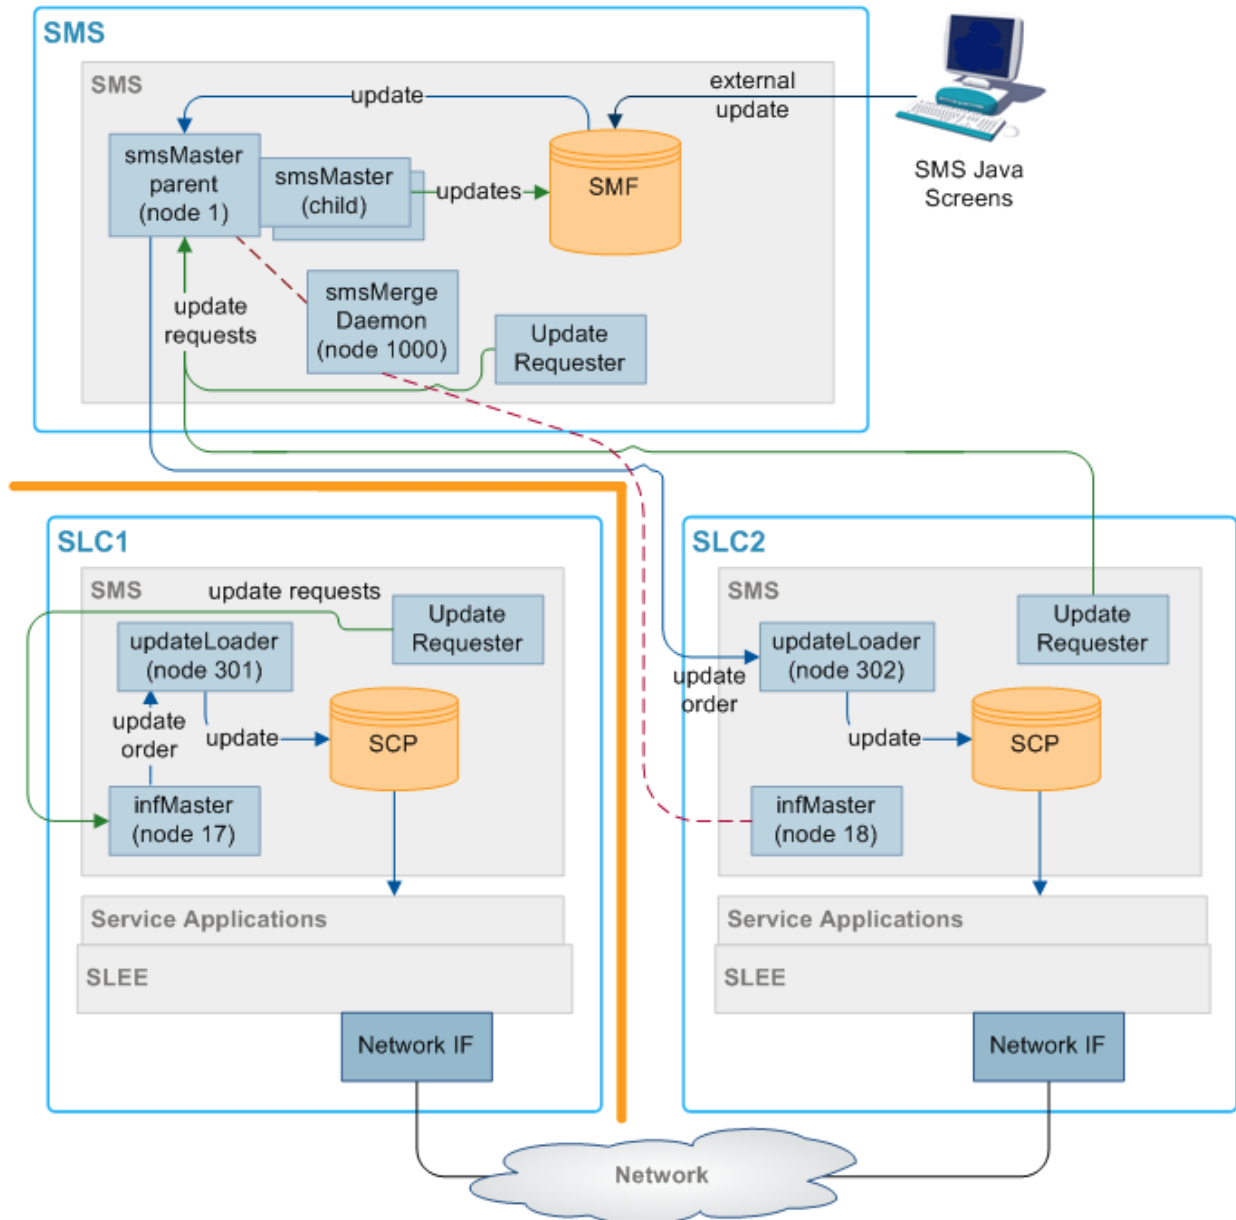 SMS
SMS
update
external
update
smsMaster
parent
(node 1)
smsMaster
(child)
updates
SMF
SMS Java
Screens
update
requests
smsMerge
Daemon
(node 1000)
Update
Requester
SLC1
SMS
update requests
Update
Requester
updateLoader
(node 301)
update
order
update
SCP
infMaster
(node 17)
Service Applications
SLEE
Network IF
SLC2
SMS
Update
Requester
updateLoader
(node 302)
update
order
update
SCP
infMaster
(node 18)
Service Applications
SLEE
Network IF
Network